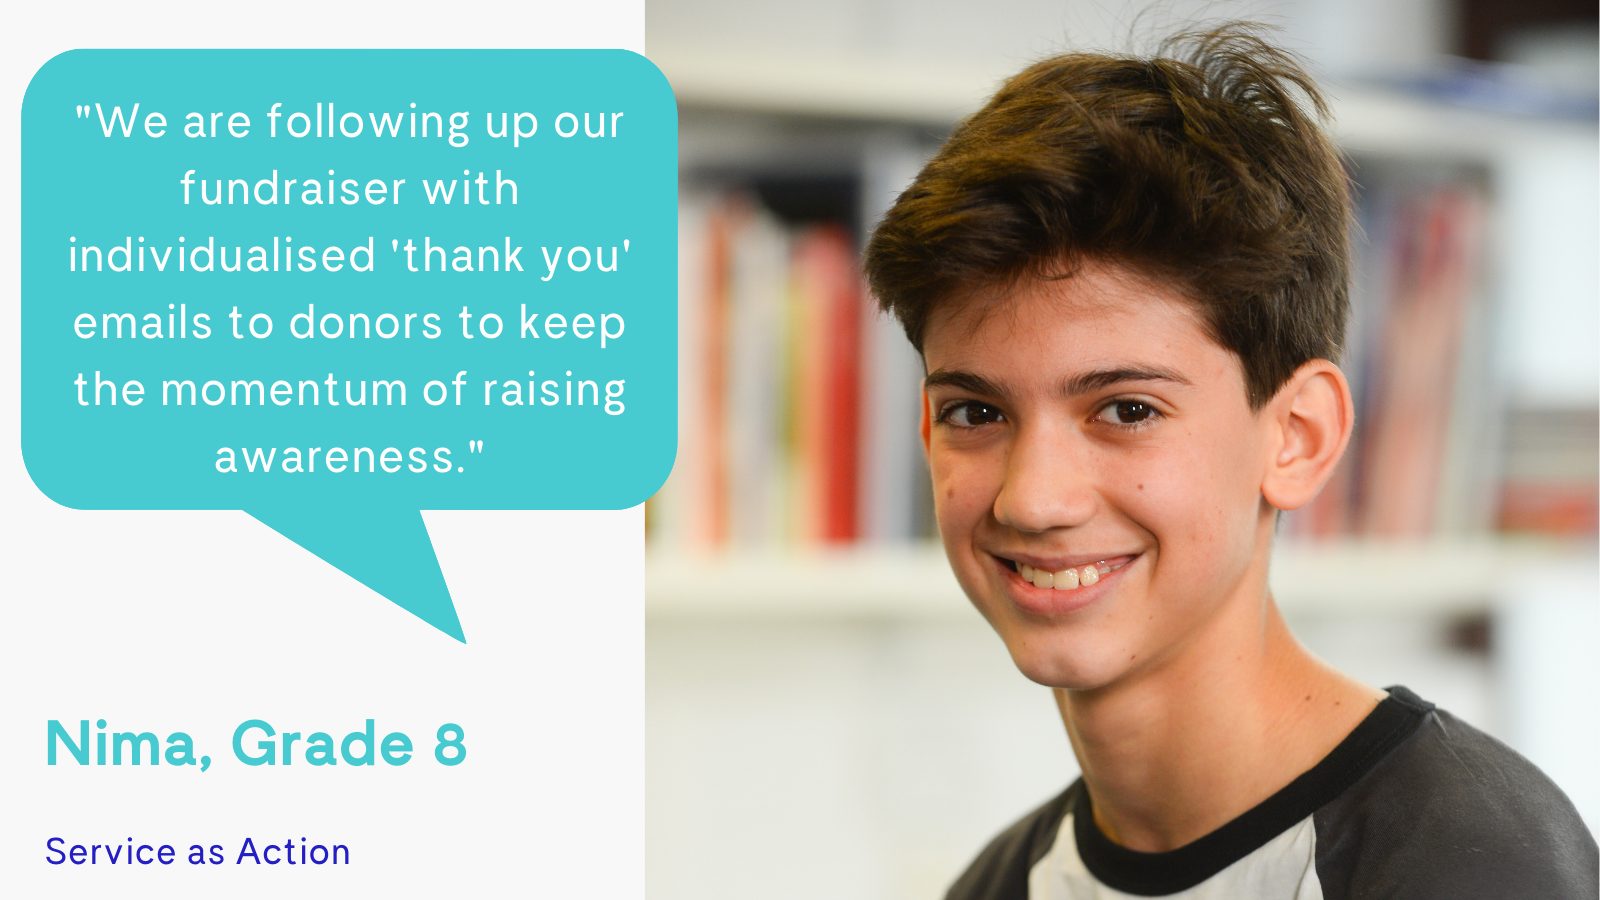 "We are following up our
fundraiser with
individualised 'thank you'
emails to donors to keep
the momentum of raising
awareness."
Nima, Grade 8
Service as Action